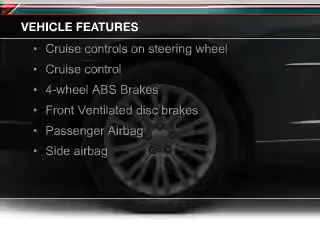 VEHICLE FEATURES
• Cruise controls on steering wheel
• Cruise control
• 4-wheel ABS Brakes
• Front Ventilated disc brakes
• Passenger Airbag
• Side airbag